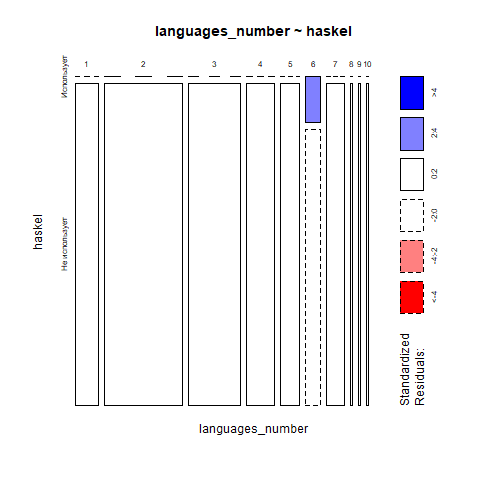 languages_number ~ haskel
1 2 3 4 5 6 7 8 9 10
Использует
Не использует
haskel
languages_number
>4
2:4
0:2
-2:0
-4:-2
<-4
Standardized
Residuals: